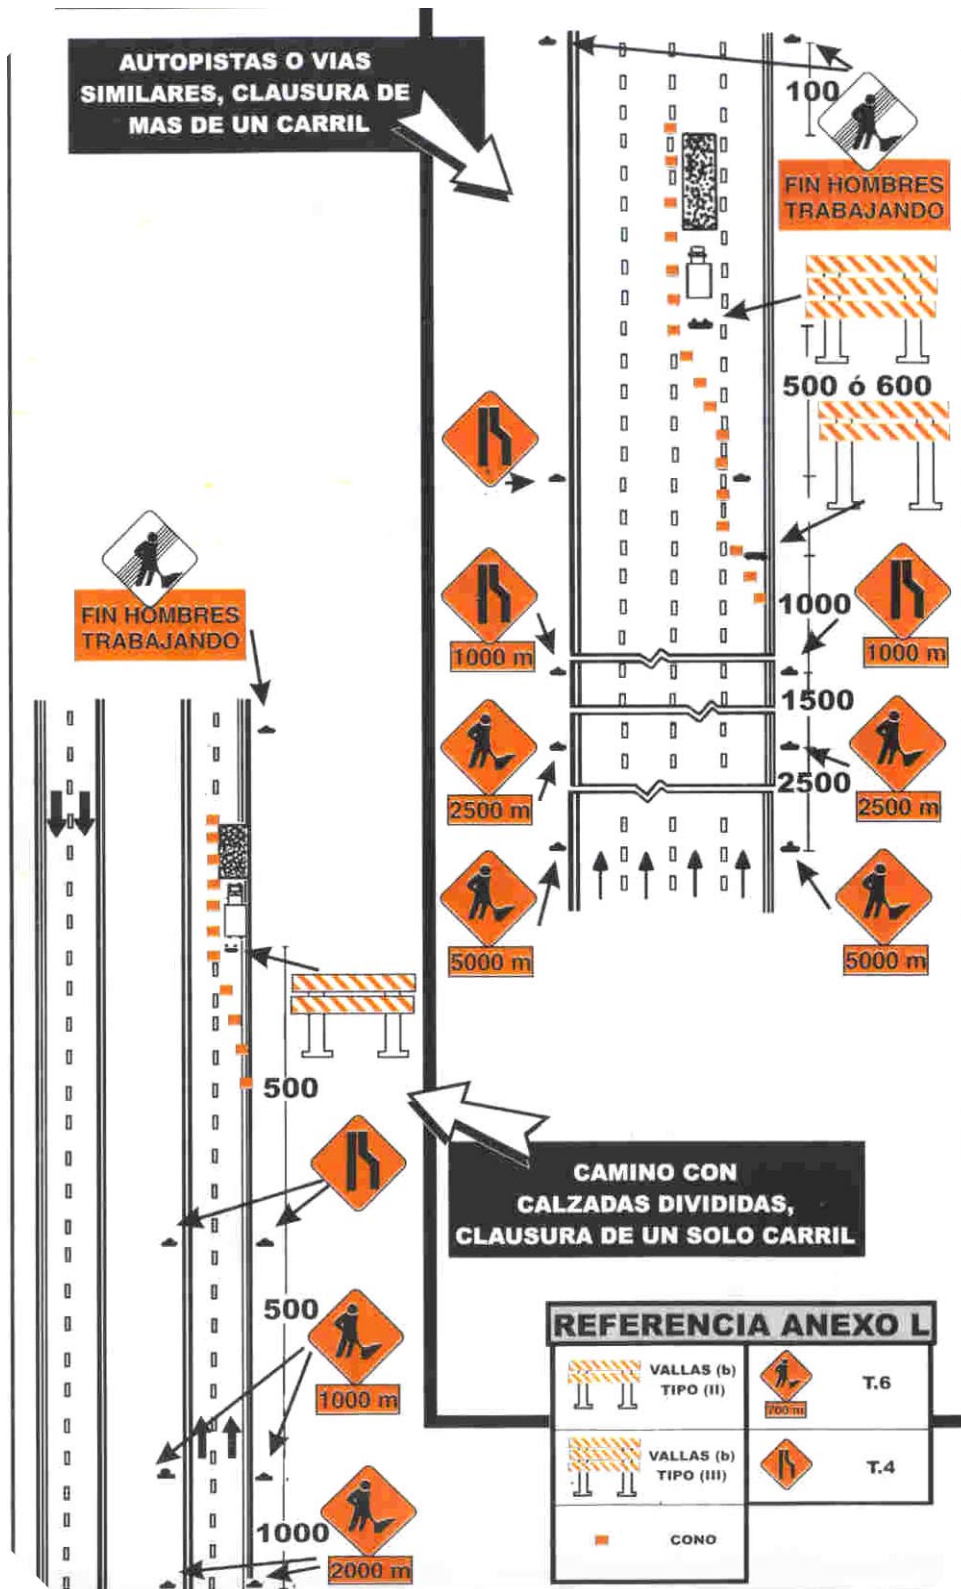 AUTOPISTAS O VIAS
SIMILARES, CLAUSURA DE
MAS DE UN CARRIL
100
FIN HOMBRES
TRABAJANDO
500 ó 600
1000
1000 m
1000 m
1500
2500 m
2500 m
2500
5000 m
5000 m
FIN HOMBRES
TRABAJANDO
500
500
1000 m
1000
2000 m
CAMINO CON
CALZADAS DIVIDIDAS,
CLAUSURA DE UN SOLO CARRIL
REFERENCIA ANEXO L
VALLAS (b)
TIPO (II)
700 m
T.6
VALLAS (b)
TIPO (III)
T.4
CONO